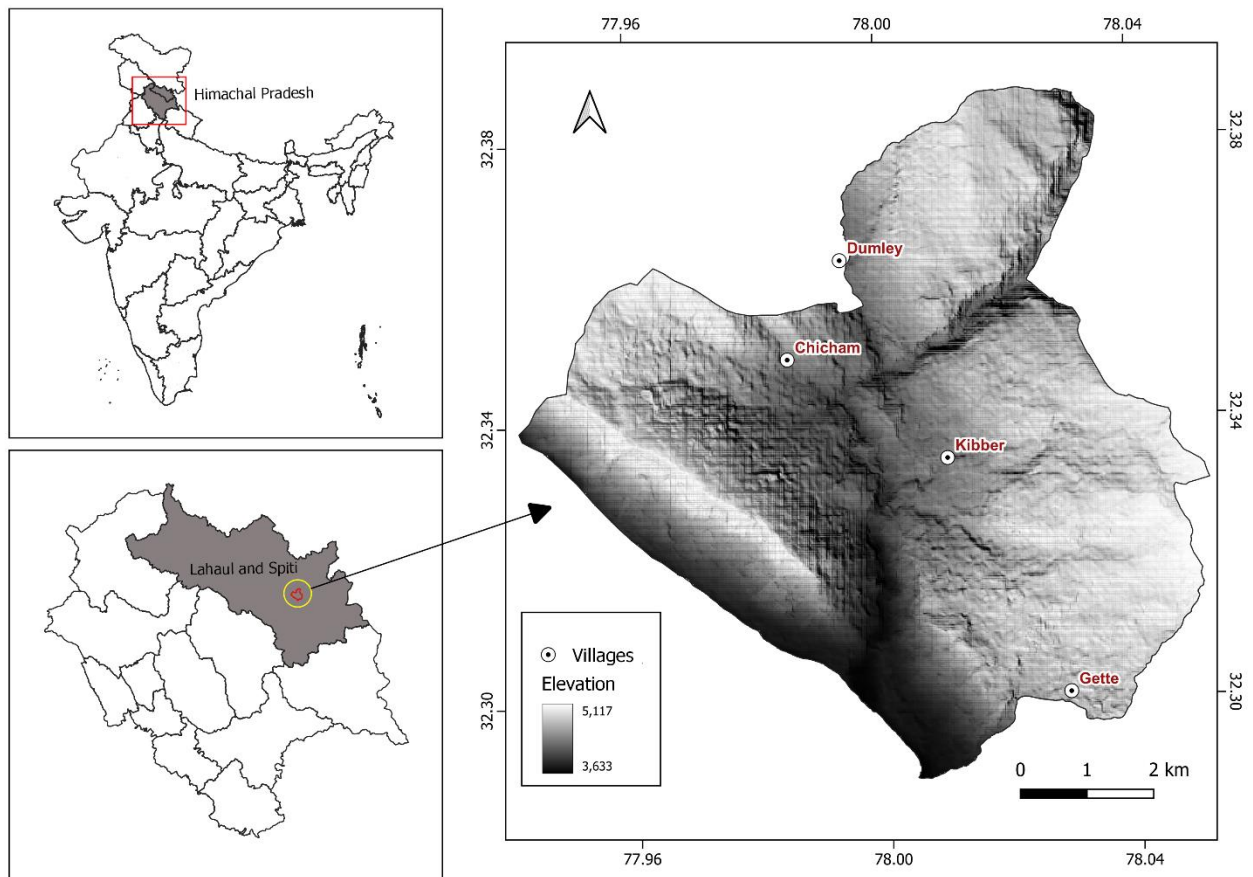 Himachal Pradesh
Lahaul and Spiti
77.96 78.00 78.04
32.38 32.38
Dumley
Chicham
32.34 32.34
Kibber
Villages
Elevation
5,117
3,633
Gette
32.30 32.30
0 1 2 km
77.96 78.00 78.04